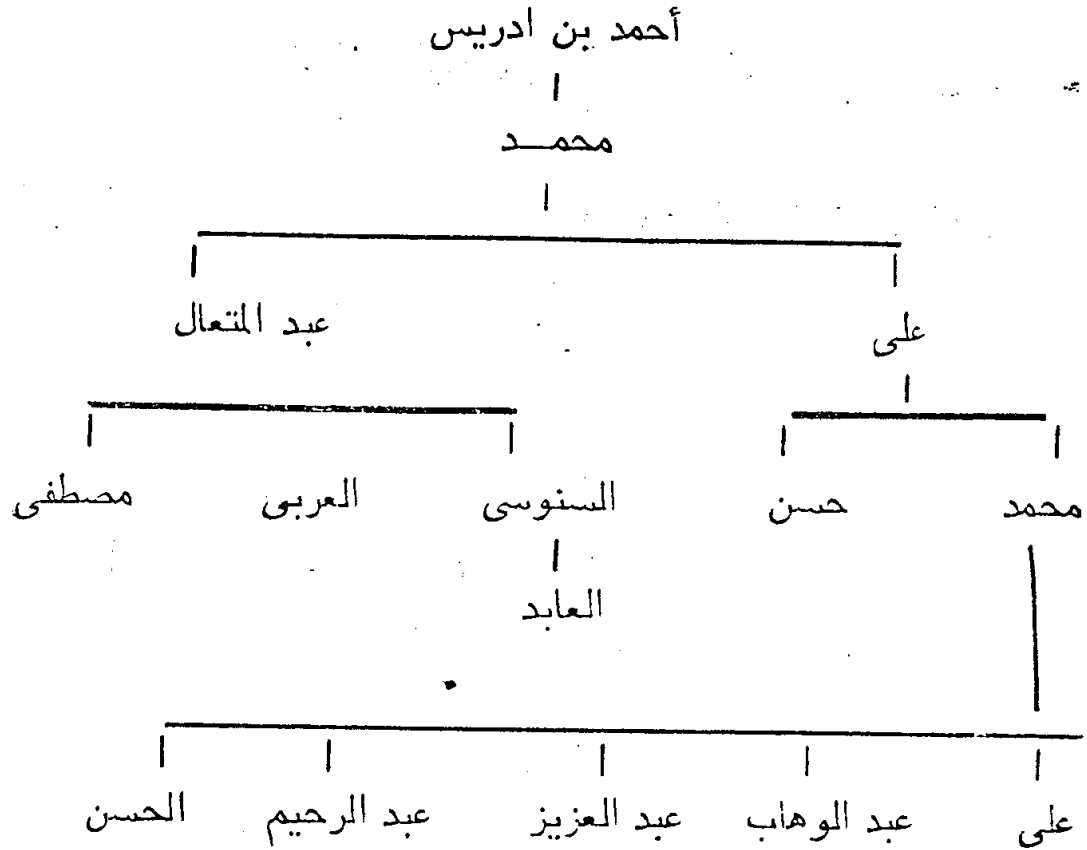 أحمد بن ادريس
محمـــد
على عبد المتعال
محمد حسن السنوسى العربى مصطفى
العابد
على عبد الوهاب عبد العزيز عبد الرحيم الحسن